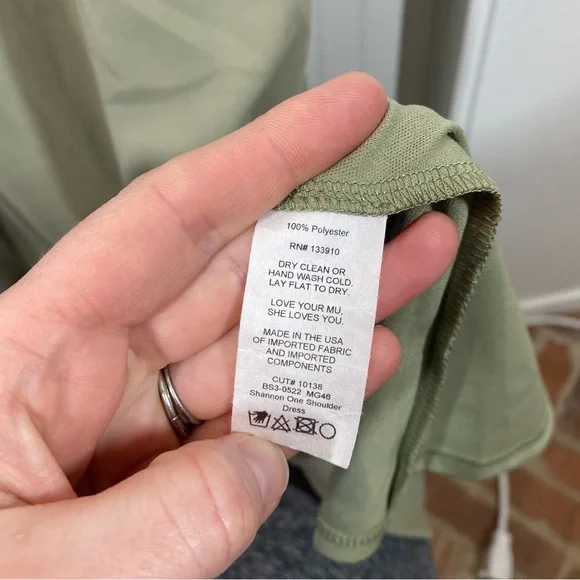 100% Polyester
RN# 133910
DRY CLEAN OR
HAND WASH COLD.
LAY FLAT TO DRY.
LOVE YOUR MU,
SHE LOVES YOU.
MADE IN THE USA
OF IMPORTED FABRIC
AND IMPORTED
COMPONENTS
CUT# 10138
BS3-0522 MG46
Shannon One Shoulder
Dress